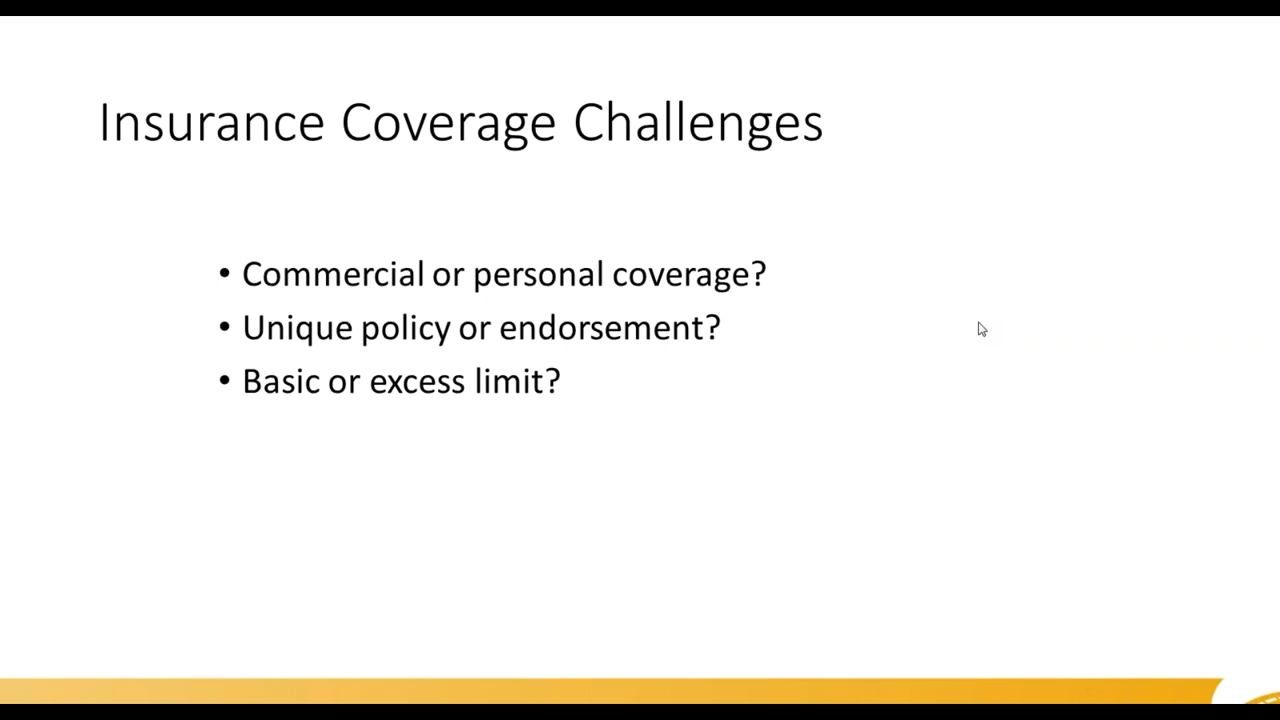 Insurance Coverage Challenges
• Commercial or personal coverage?
• Unique policy or endorsement?
• Basic or excess limit?